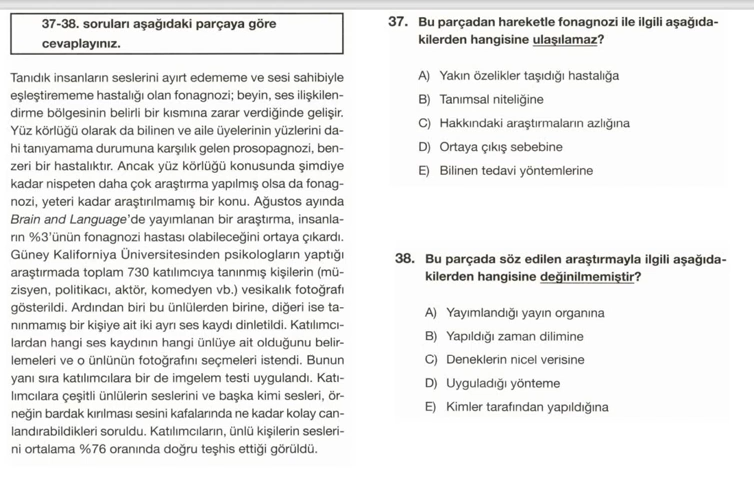 37-38. soruları aşağıdaki parçaya göre
cevaplayınız.
Tanıdık insanların seslerini ayırt edememe ve sesi sahibiyle
eşleştirememe hastalığı olan fonagnozi; beyin, ses ilişkilen-
dirme bölgesinin belirli bir kısmına zarar verdiğinde gelişir.
Yüz körlüğü olarak da bilinen ve aile üyelerinin yüzlerini da-
hi tanıyamama durumuna karşılık gelen prosopagnozi, ben-
zeri bir hastalıktır. Ancak yüz körlüğü konusunda şimdiye
kadar nispeten daha çok araştırma yapılmış olsa da fonag-
nozi, yeteri kadar araştırılmamış bir konu. Ağustos ayında
Brain and Language'de yayımlanan bir araştırma, insanla-
rın %3'ünün fonagnozi hastası olabileceğini ortaya çıkardı.
Güney Kaliforniya Üniversitesinden psikologların yaptığı
araştırmada toplam 730 katılımcıya tanınmış kişilerin (mü-
zisyen, politikacı, aktör, komedyen vb.) vesikalık fotoğrafı
gösterildi. Ardından biri bu ünlülerden birine, diğeri ise ta-
nınmamış bir kişiye ait iki ayrı ses kaydı dinletildi. Katılımcı-
lardan hangi ses kaydının hangi ünlüye ait olduğunu belir-
lemeleri ve o ünlünün fotoğrafını seçmeleri istendi. Bunun
yanı sıra katılımcılara bir de imgelem testi uygulandı. Katı-
lımcılara çeşitli ünlülerin seslerini ve başka kimi sesleri, ör-
neğin bardak kırılması sesini kafalarında ne kadar kolay can-
landırabildikleri soruldu. Katılımcıların, ünlü kişilerin sesleri-
ni ortalama %76 oranında doğru teşhis ettiği görüldü.
37. Bu parçadan hareketle fonagnozi ile ilgili aşağıda-
kilerden hangisine ulaşılamaz?
A) Yakın özelikler taşıdığı hastalığa
B) Tanımsal niteliğine
C) Hakkındaki araştırmaların azlığına
D) Ortaya çıkış sebebine
E) Bilinen tedavi yöntemlerine
38. Bu parçada söz edilen araştırmayla ilgili aşağıda-
kilerden hangisine değinilmemiştir?
A) Yayımlandığı yayın organına
B) Yapıldığı zaman dilimine
C) Deneklerin nicel verisine
D) Uyguladığı yönteme
E) Kimler tarafından yapıldığına